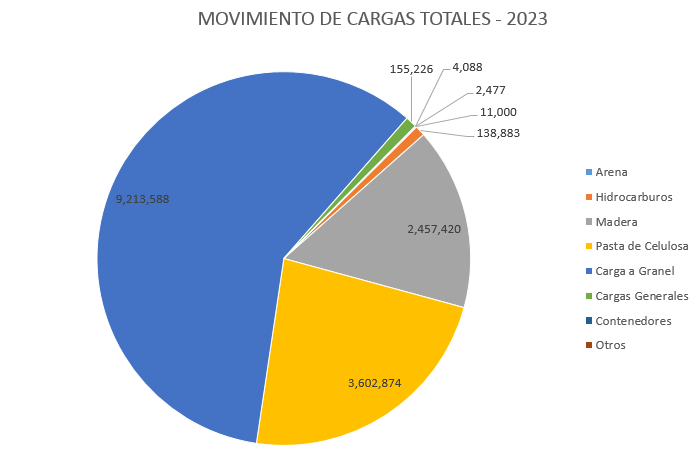 MOVIMIENTO DE CARGAS TOTALES - 2023
155,226
4,088
2,477
11,000
138,883
9,213,588
2,457,420
3,602,874
Arena
Hidrocarburos
Madera
Pasta de Celulosa
Carga a Granel
Cargas Generales
Contenedores
Otros